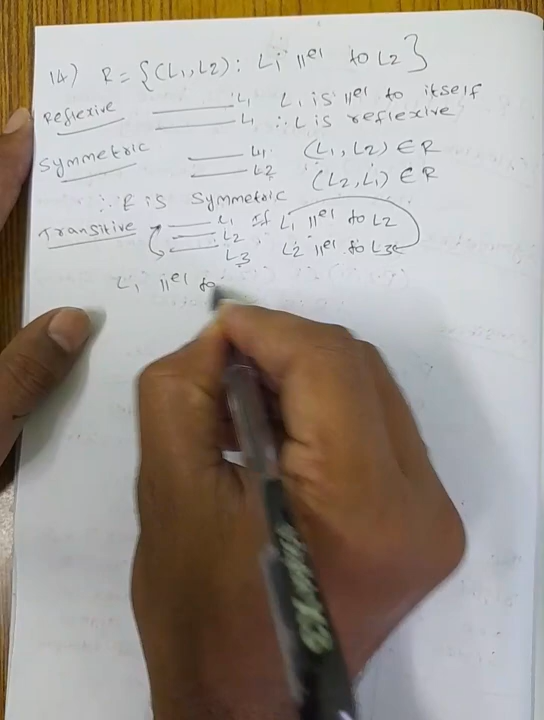 14) R = {(L1, L2) : L1 ||el to L2}
Reflexive L1 L1 is ||el to itself
L1 ∴ L is reflexive
Symmetric L1 (L1, L2) ∈ R
L2 (L2, L1) ∈ R
∴ R is Symmetric
Transitive L1 If L1 ||el to L2
L2 L2 ||el to L3
L3
L1 ||el to